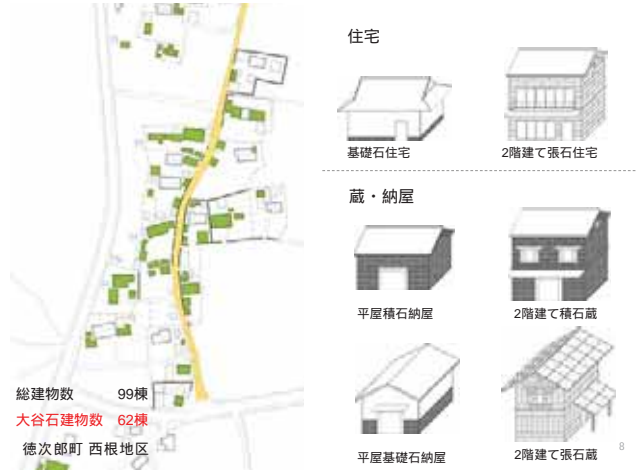 住宅
基礎石住宅
2階建て張石住宅
蔵・納屋
平屋積石納屋
2階建て積石蔵
平屋基礎石納屋
2階建て張石蔵
総建物数 99棟
大谷石建物数 62棟
徳次郎町 西根地区
8